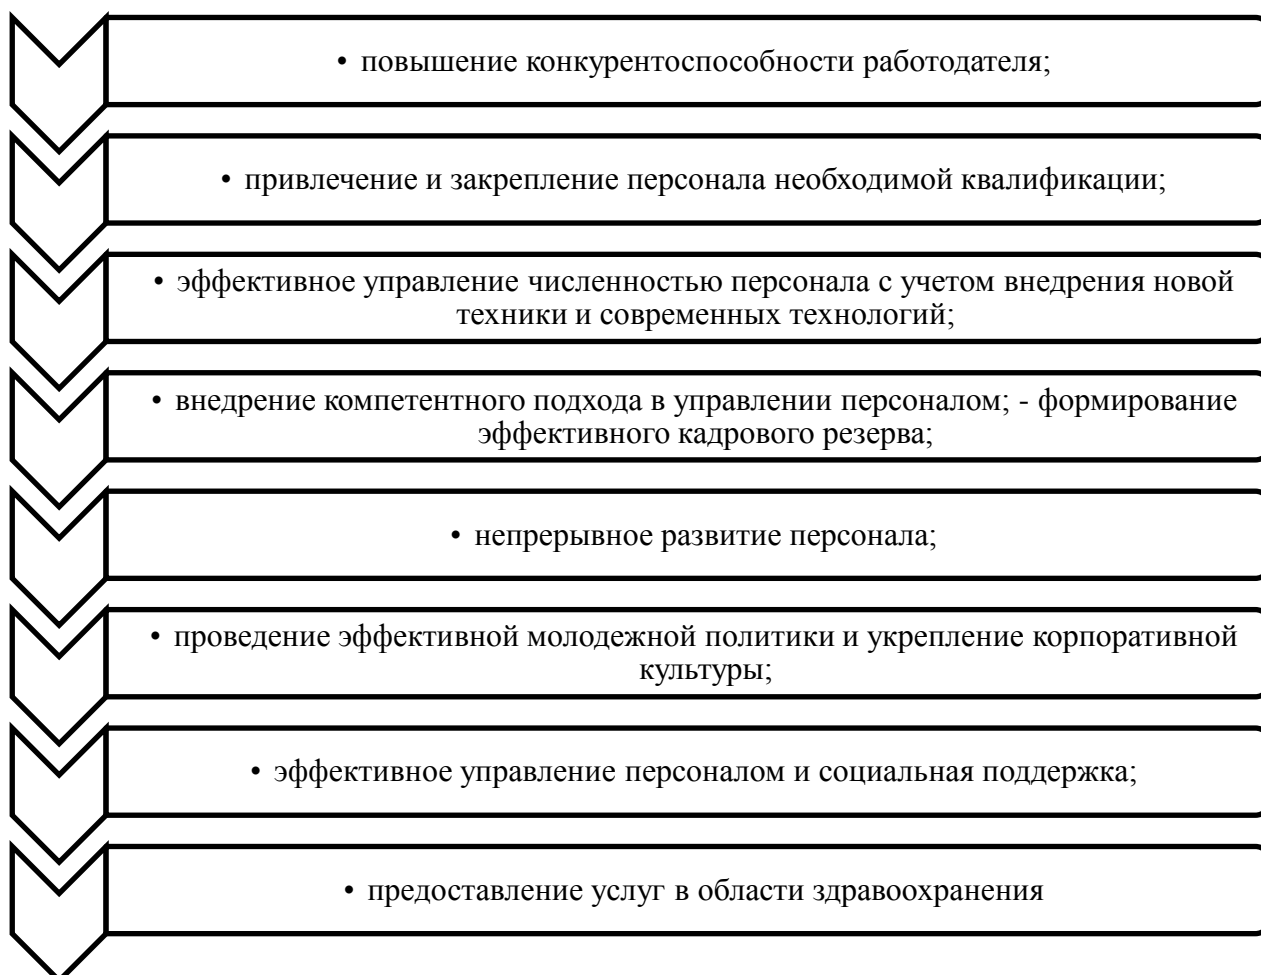 • повышение конкурентоспособности работодателя;
• привлечение и закрепление персонала необходимой квалификации;
• эффективное управление численностью персонала с учетом внедрения новой
техники и современных технологий;
• внедрение компетентного подхода в управлении персоналом; - формирование
эффективного кадрового резерва;
• непрерывное развитие персонала;
• проведение эффективной молодежной политики и укрепление корпоративной
культуры;
• эффективное управление персоналом и социальная поддержка;
• предоставление услуг в области здравоохранения